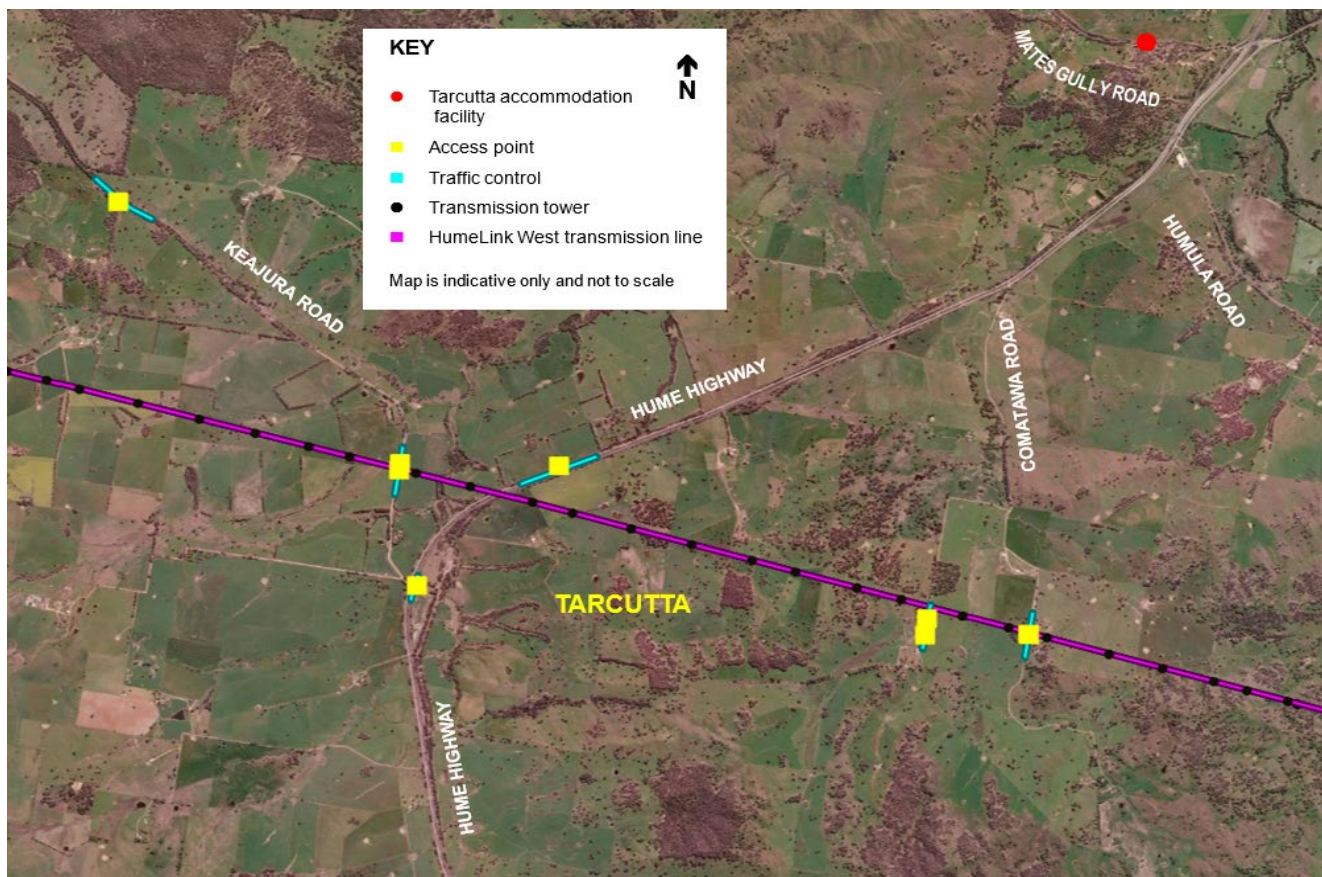 KEY
N
Tarcutta accommodation
facility
Access point
Traffic control
Transmission tower
HumeLink West transmission line
Map is indicative only and not to scale
MATES GULLY ROAD
KEAJURA ROAD
HUMULA ROAD
HUME HIGHWAY
COMATAWA ROAD
TARCUTTA
HUME HIGHWAY